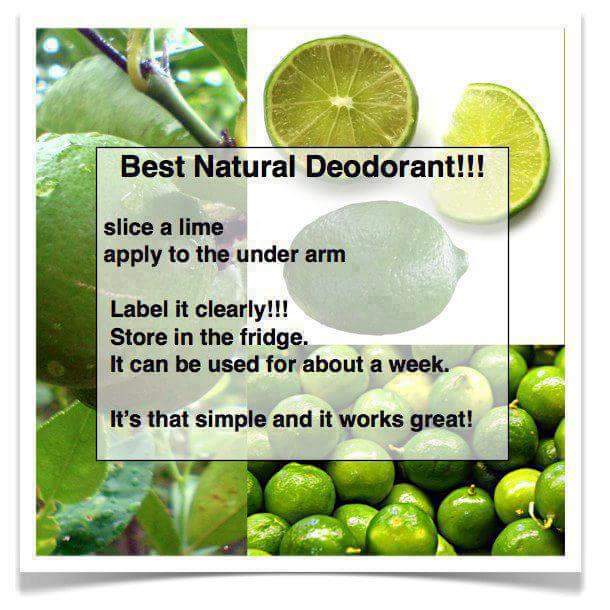 Best Natural Deodorant!!!
slice a lime
apply to the under arm
Label it clearly!!!
Store in the fridge.
It can be used for about a week.
It's that simple and it works great!